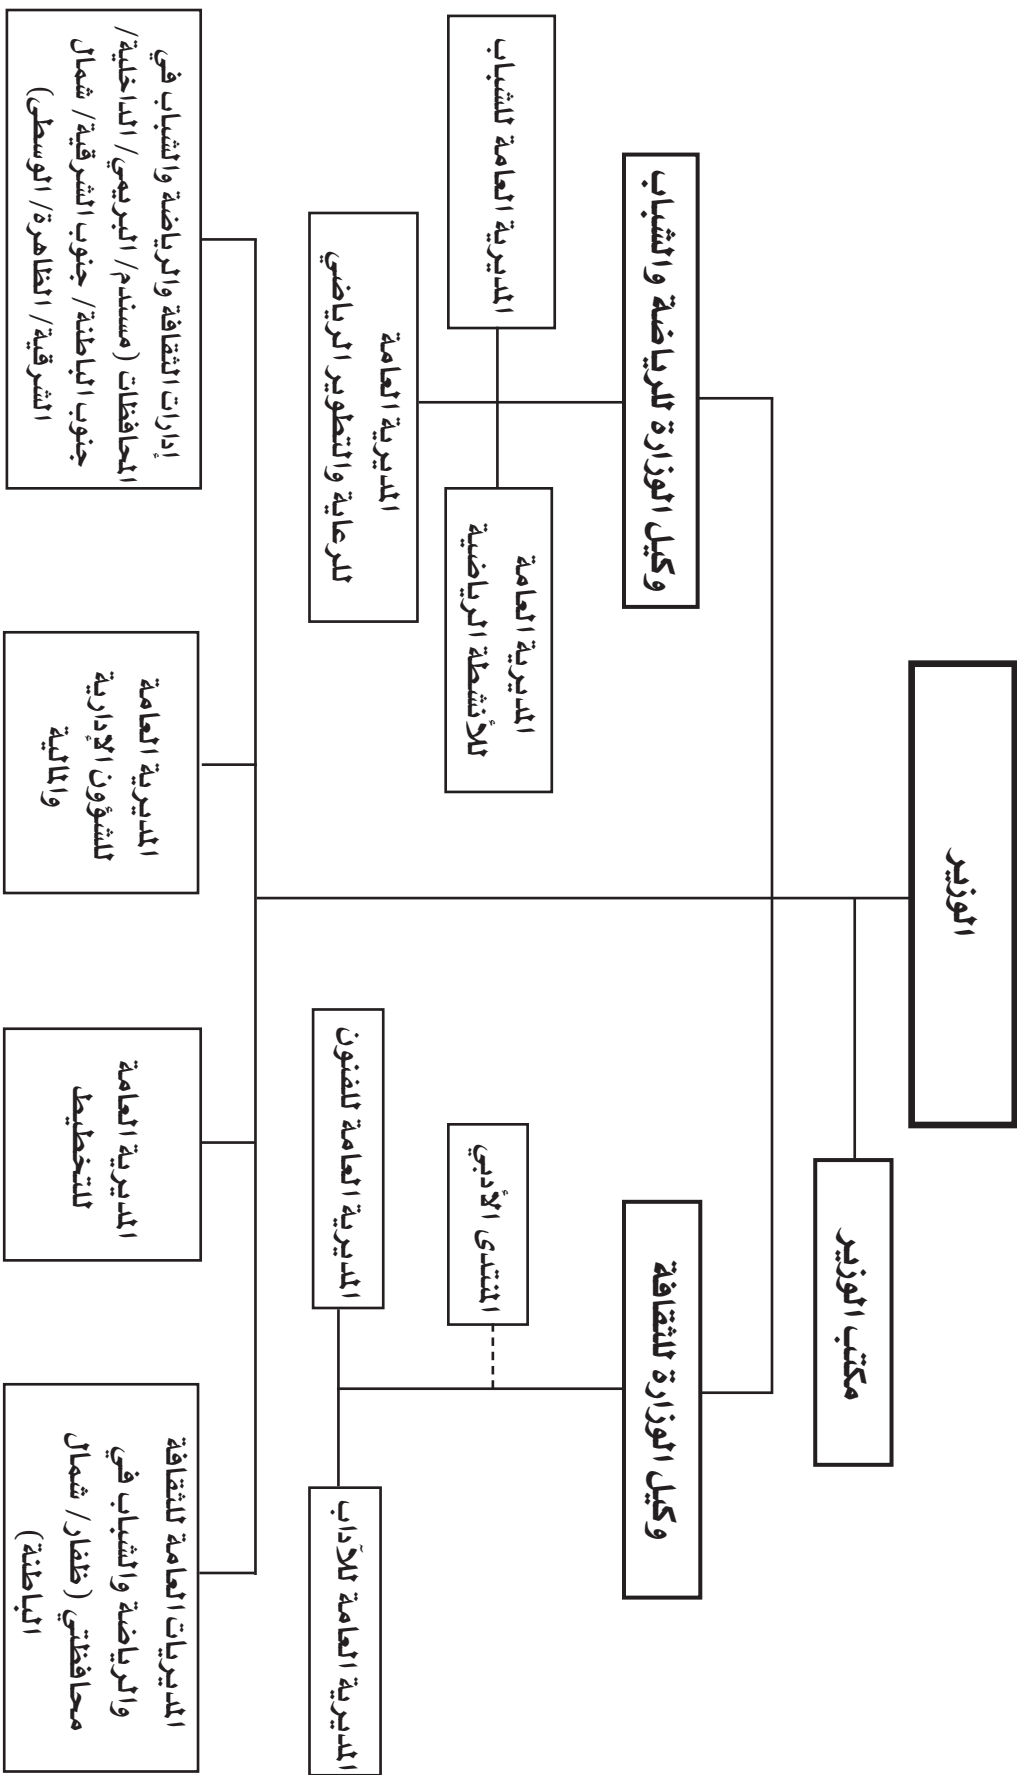 الوزير
مكتب الوزير
وكيل الوزارة للثقافة
وكيل الوزارة للرياضة والشباب
المنتدى الأدبي
المديرية العامة للآداب
المديرية العامة للفنون
المديرية العامة
للأنشطة الرياضية
المديرية العامة للشباب
المديرية العامة
للرعاية والتطوير الرياضي
المديريات العامة للثقافة
والرياضة والشباب في
محافظتي (ظفار/ شمال
الباطنة)
المديرية العامة
للتخطيط
المديرية العامة
للشؤون الإدارية
والمالية
إدارات الثقافة والرياضة والشباب في
المحافظات (مسندم/ البريمي/ الداخلية/
جنوب الباطنة/ جنوب الشرقية/ شمال
الشرقية/ الظاهرة/ الوسطى)